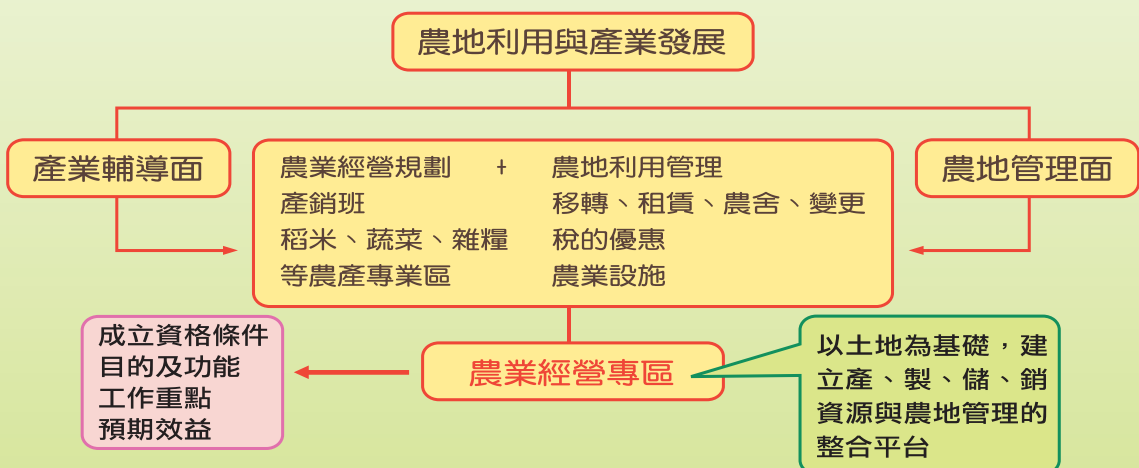 農地利用與產業發展
產業輔導面
農業經營規劃 + 農地利用管理
產銷班 移轉、租賃、農舍、變更
稻米、蔬菜、雜糧 稅的優惠
等農產專業區 農業設施
農地管理面
成立資格條件
目的及功能
工作重點
預期效益
農業經營專區
以土地為基礎，建
立產、製、儲、銷
資源與農地管理的
整合平台